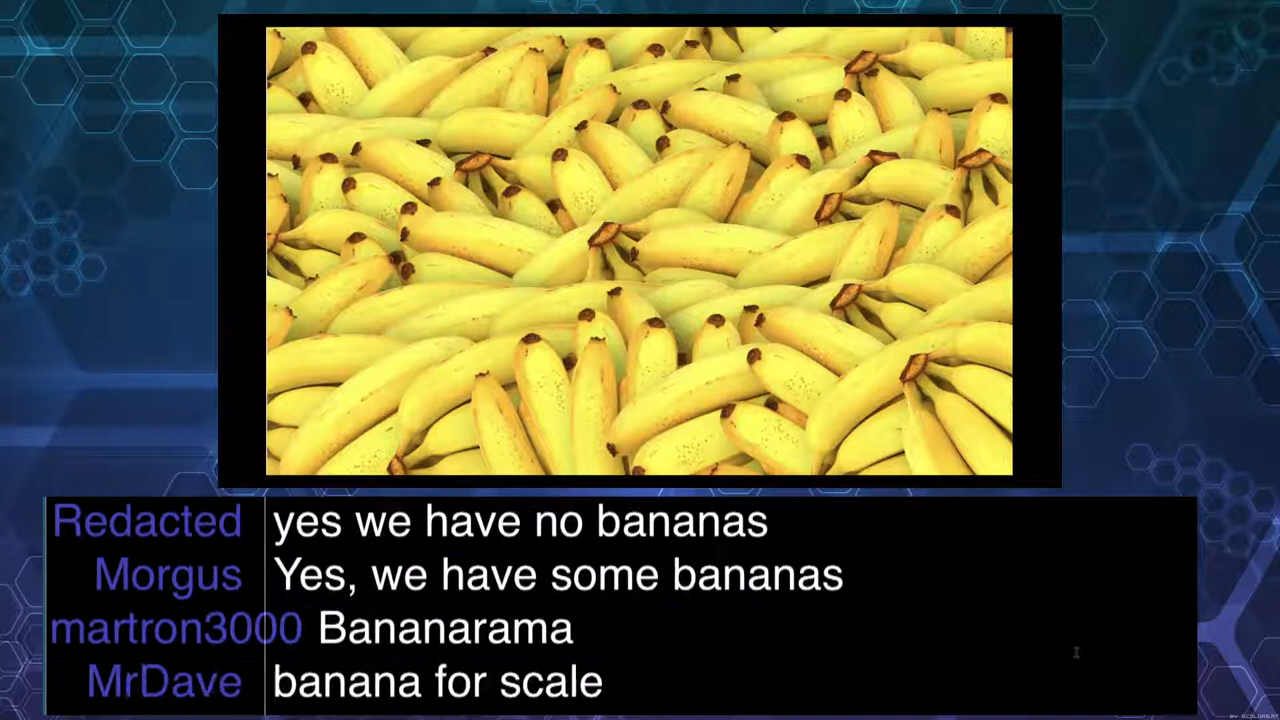 Redacted yes we have no bananas
Morgus Yes, we have some bananas
martron3000 Bananarama
MrDave banana for scale